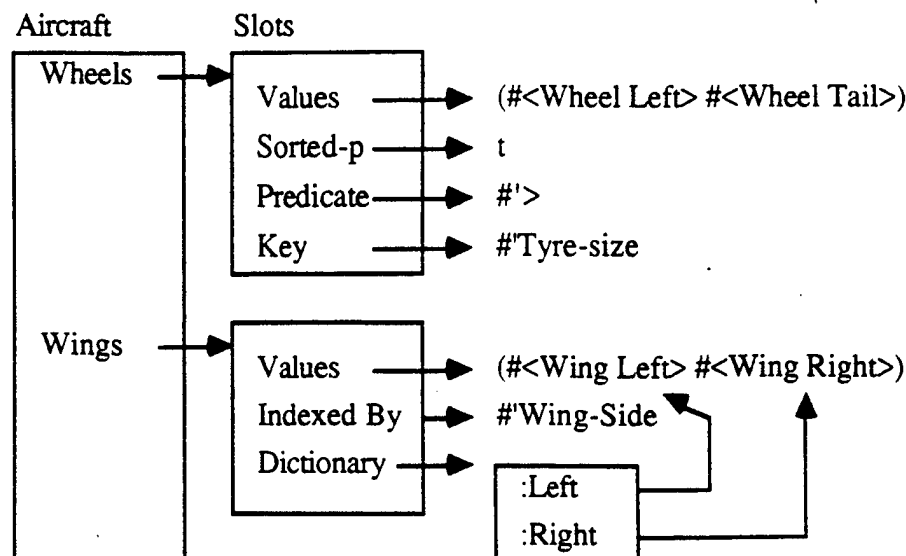 Aircraft Slots
Wheels
Values (#<Wheel Left> #<Wheel Tail>)
Sorted-p t
Predicate #'>
Key #'Tyre-size
Wings
Values (#<Wing Left> #<Wing Right>)
Indexed By #'Wing-Side
Dictionary
:Left
:Right